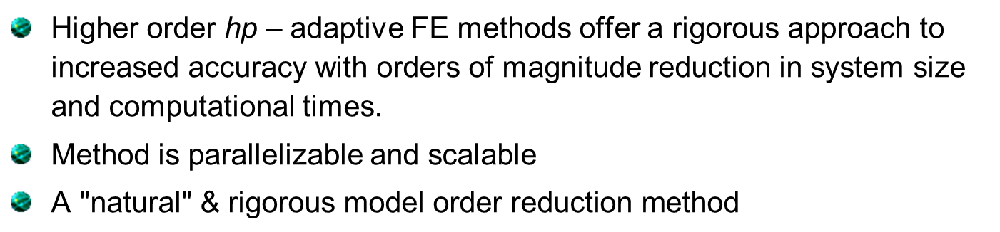 Higher order hp – adaptive FE methods offer a rigorous approach to
increased accuracy with orders of magnitude reduction in system size
and computational times.
Method is parallelizable and scalable
A "natural" & rigorous model order reduction method